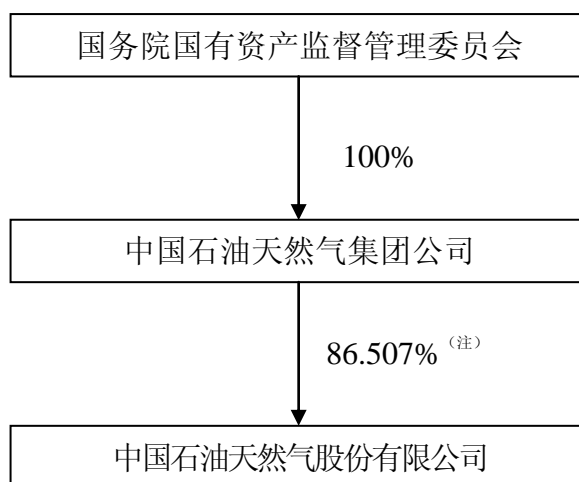 国务院国有资产监督管理委员会
100%
中国石油天然气集团公司
86.507%（注）
中国石油天然气股份有限公司